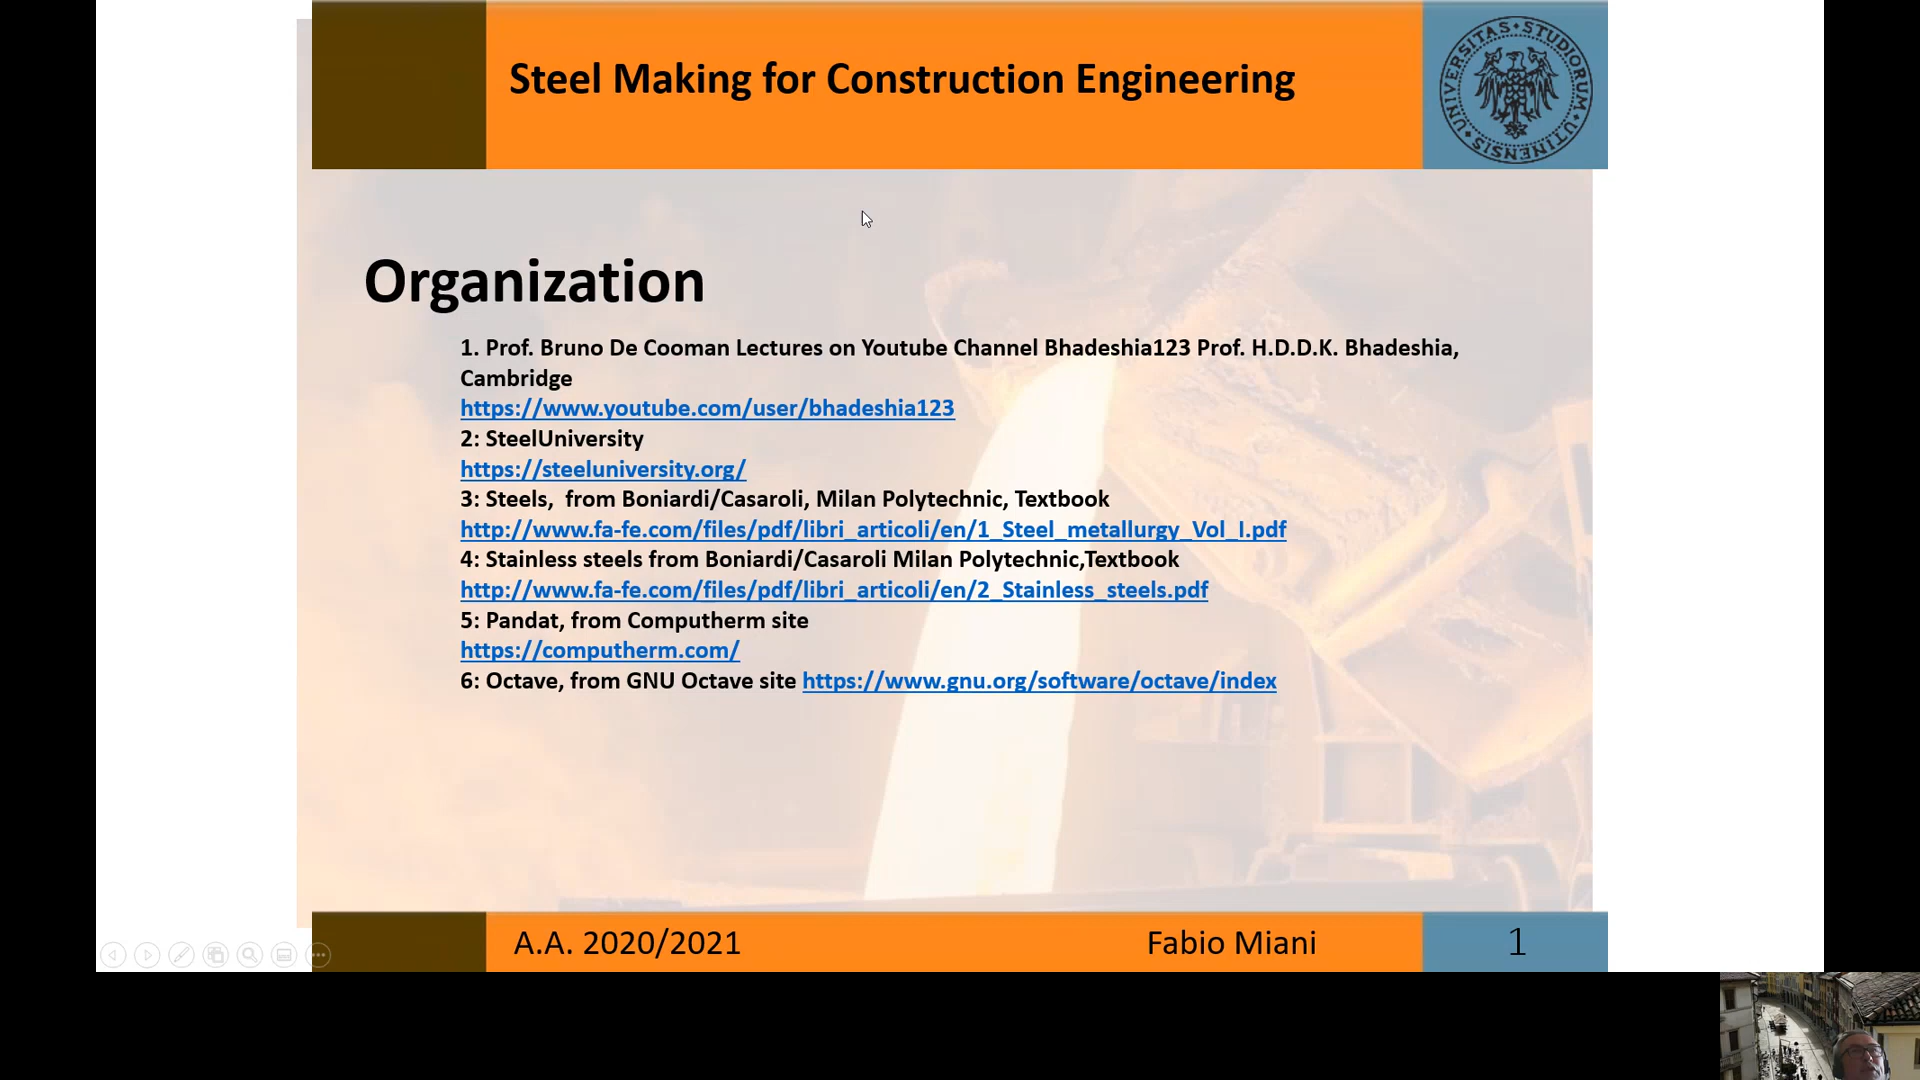 Steel Making for Construction Engineering
UNIVERSITAS • STUDIORUM • UTINENSIS •
Organization
1. Prof. Bruno De Cooman Lectures on Youtube Channel Bhadeshia123 Prof. H.D.D.K. Bhadeshia,
Cambridge
https://www.youtube.com/user/bhadeshia123
2: SteelUniversity
https://steeluniversity.org/
3: Steels,  from Boniardi/Casaroli, Milan Polytechnic, Textbook
http://www.fa-fe.com/files/pdf/libri_articoli/en/1_Steel_metallurgy_Vol_I.pdf
4: Stainless steels from Boniardi/Casaroli Milan Polytechnic,Textbook
http://www.fa-fe.com/files/pdf/libri_articoli/en/2_Stainless_steels.pdf
5: Pandat, from Computherm site
https://computherm.com/
6: Octave, from GNU Octave site https://www.gnu.org/software/octave/index
A.A. 2020/2021
Fabio Miani
1